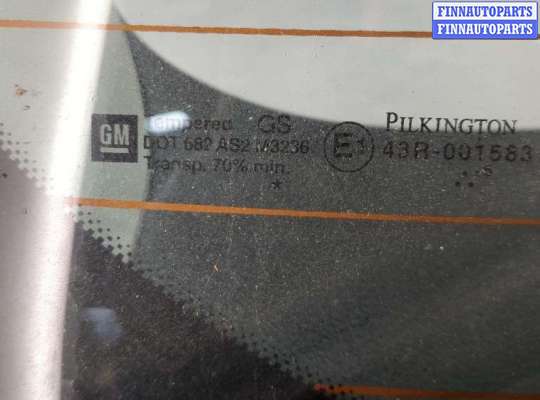 FINNAUTOPARTS
FINNAUTOPARTS
GM
Tempered GS
DOT 682 AS2 M3236
Transp. 70% min.
E1
PILKINGTON
43R-001583
s